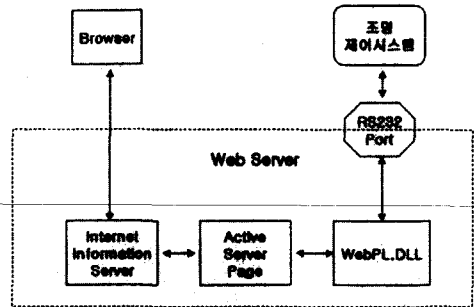 Browser
조명
제어시스템
RS232
Port
Web Server
Internet
Information
Server
Active
Server
Page
WebPL.DLL